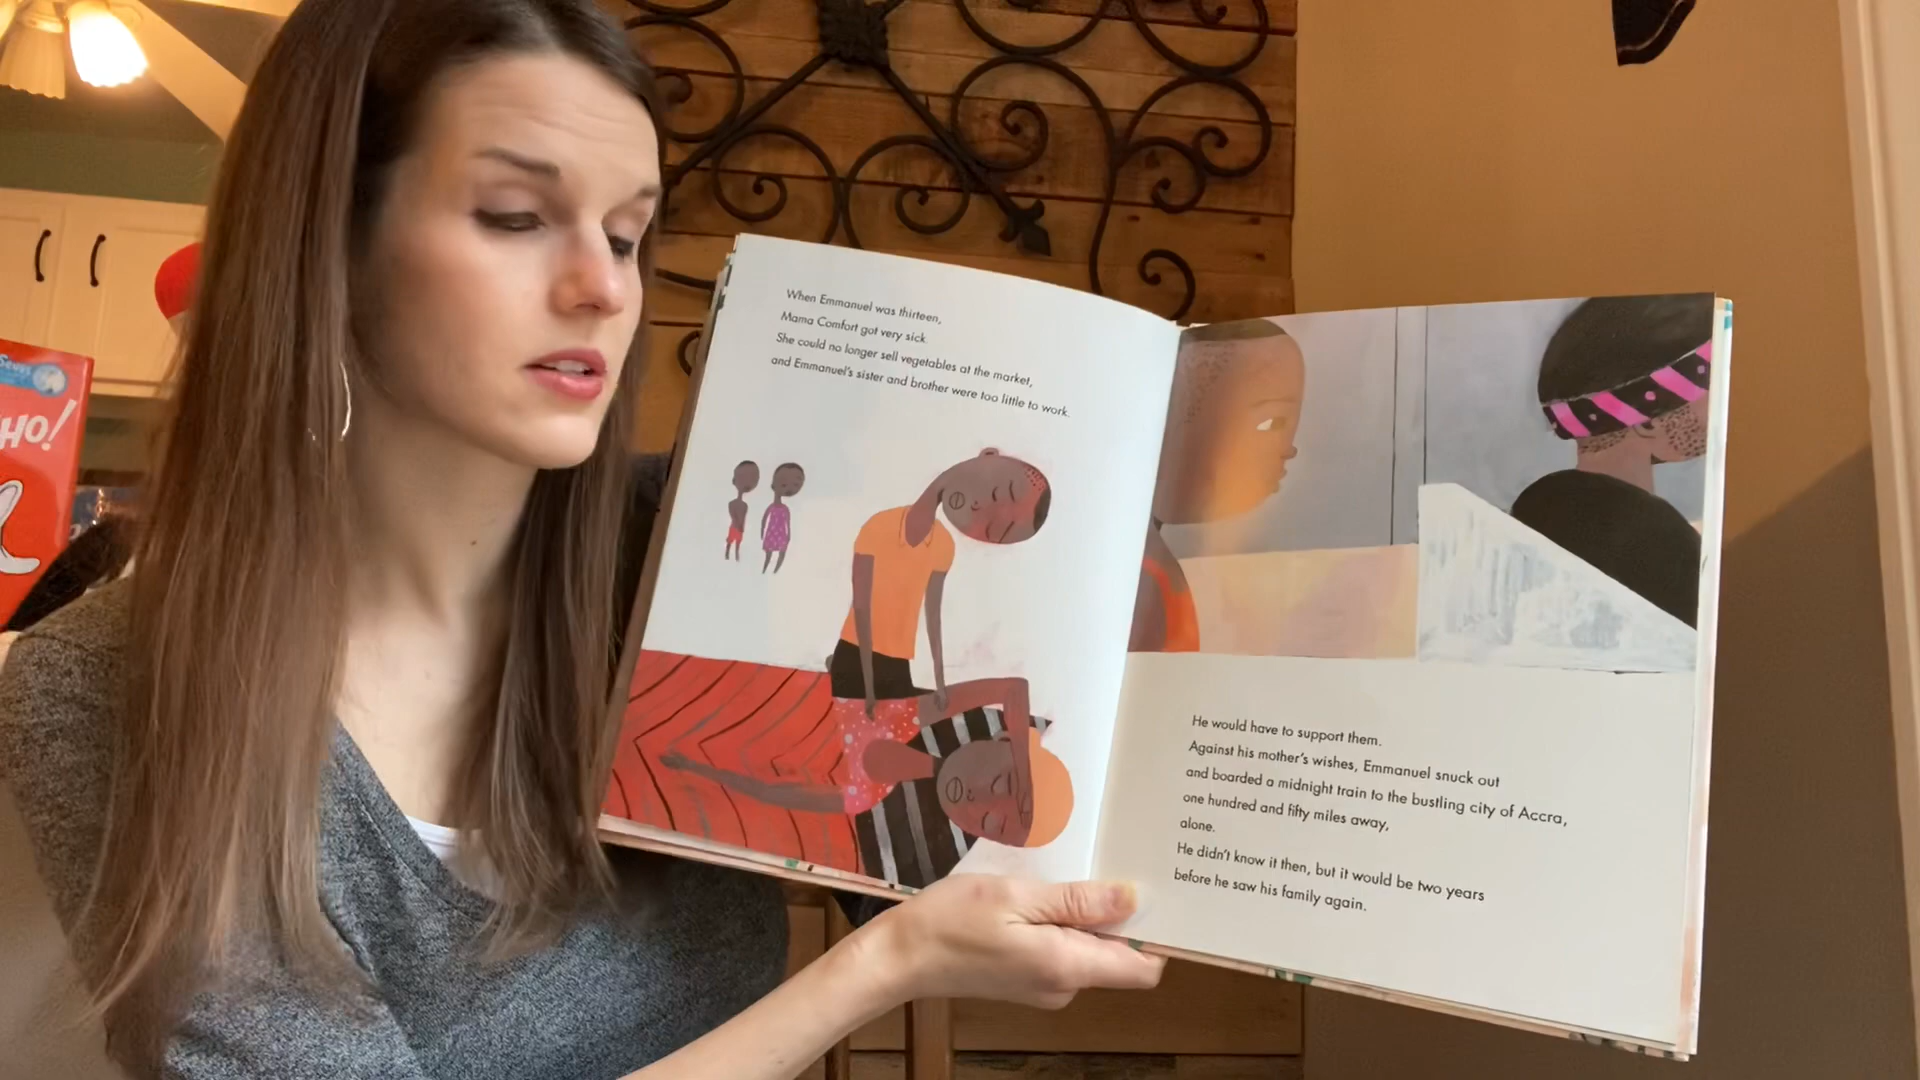 Seuss
HO!
When Emmanuel was thirteen,
Mama Comfort got very sick.
She could no longer sell vegetables at the market,
and Emmanuel's sister and brother were too little to work.
He would have to support them.
Against his mother's wishes, Emmanuel snuck out
and boarded a midnight train to the bustling city of Accra,
one hundred and fifty miles away,
alone.
He didn't know it then, but it would be two years
before he saw his family again.